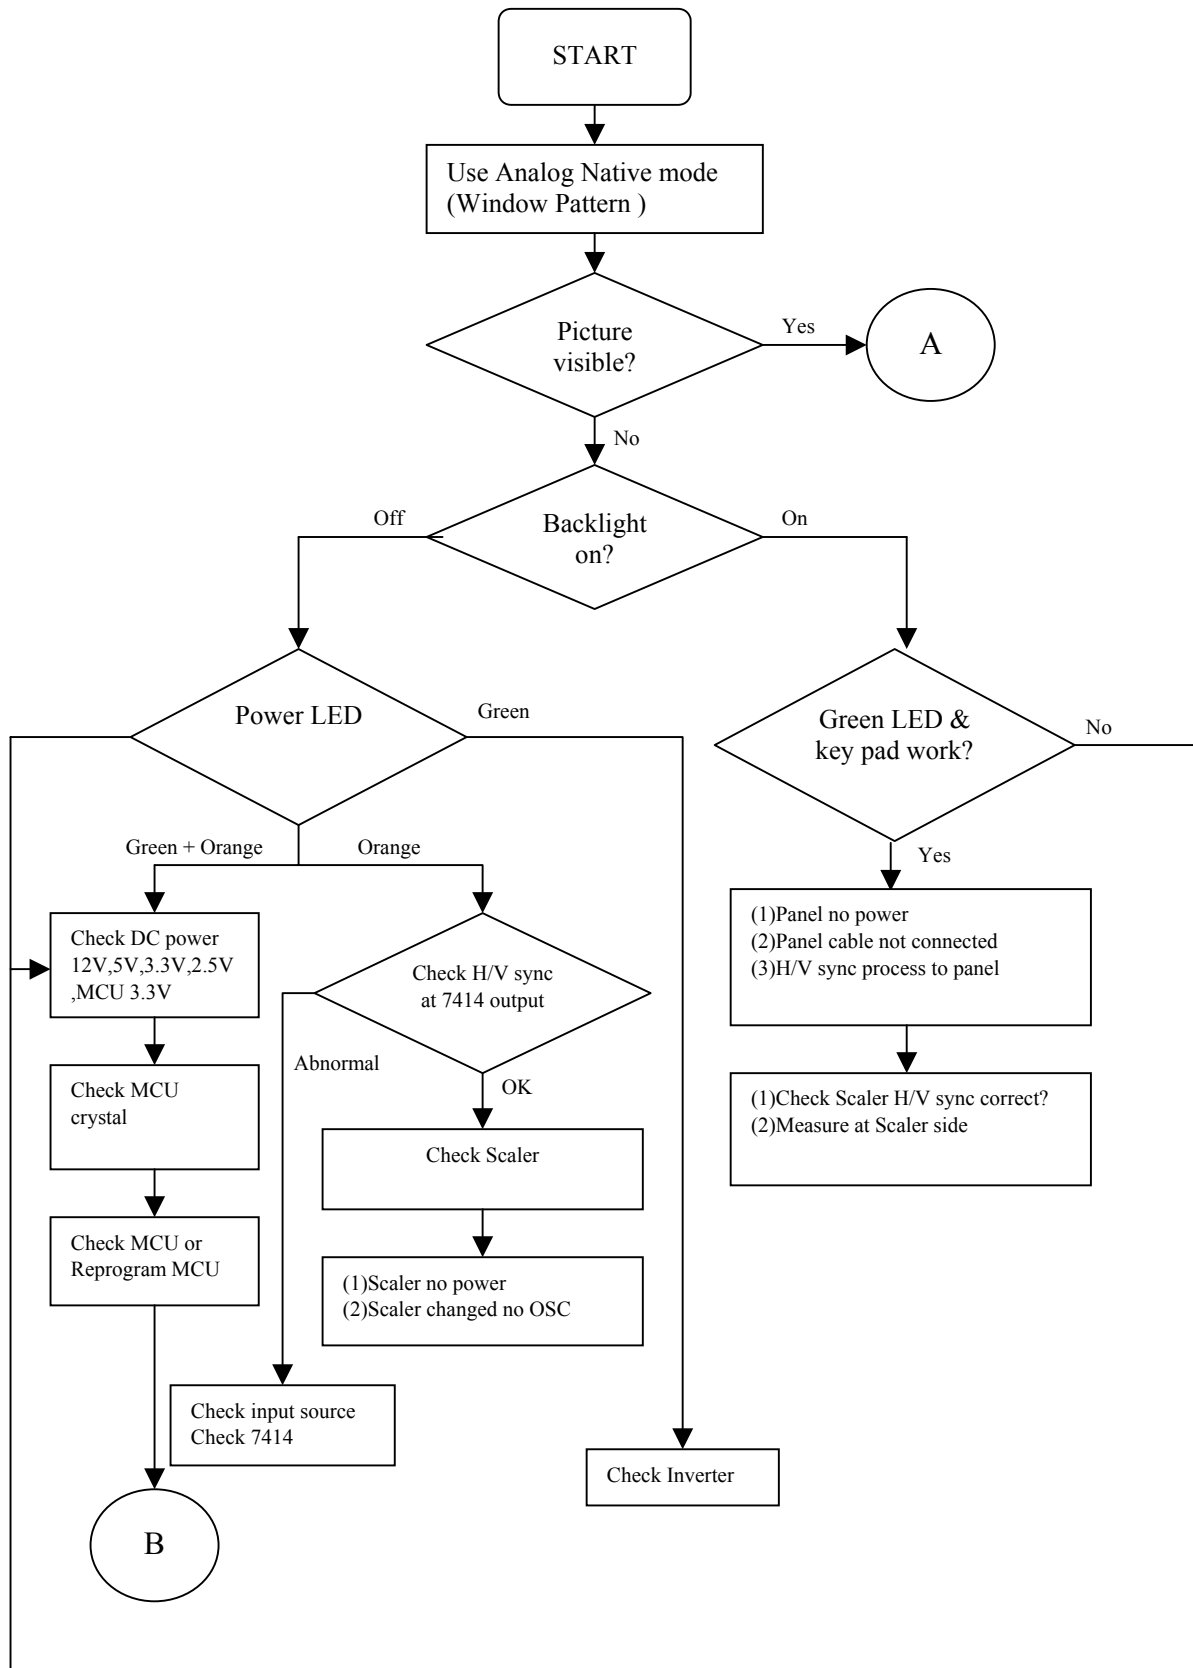 START
Use Analog Native mode
(Window Pattern )
Picture
visible?
Yes
A
No
Backlight
on?
Off
On
Power LED
Green
Green LED &
key pad work?
No
Green + Orange
Orange
Yes
Check DC power
12V,5V,3.3V,2.5V
,MCU 3.3V
Check H/V sync
at 7414 output
(1)Panel no power
(2)Panel cable not connected
(3)H/V sync process to panel
Abnormal
OK
Check MCU
crystal
(1)Check Scaler H/V sync correct?
(2)Measure at Scaler side
Check Scaler
Check MCU or
Reprogram MCU
(1)Scaler no power
(2)Scaler changed no OSC
Check input source
Check 7414
Check Inverter
B